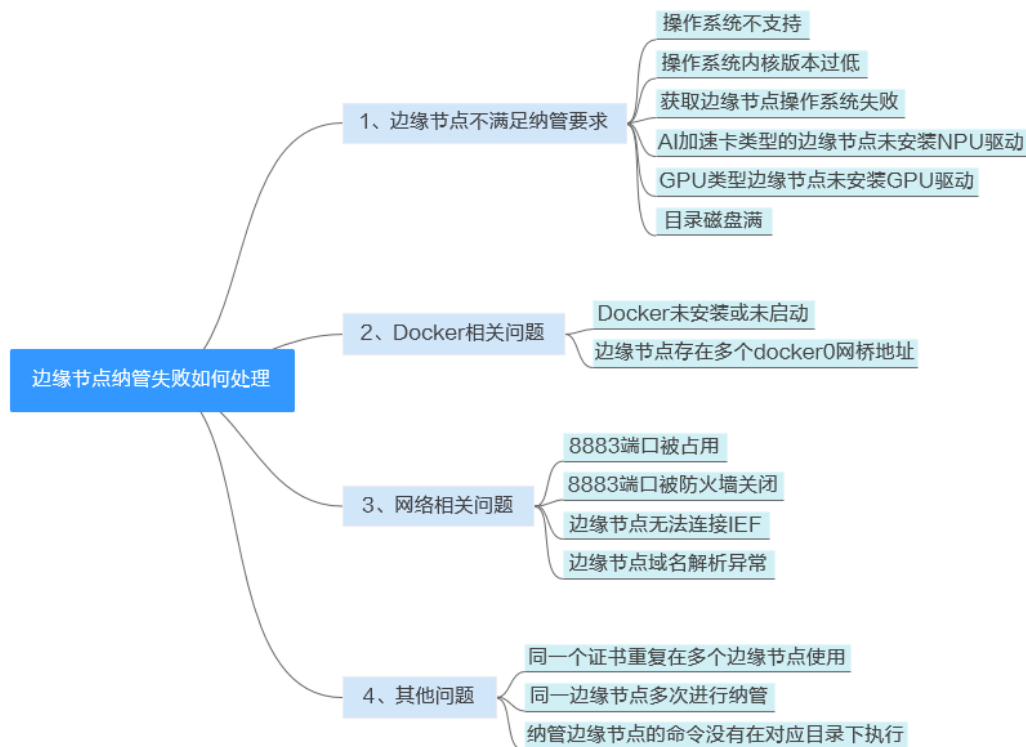 边缘节点纳管失败如何处理
1、边缘节点不满足纳管要求
操作系统不支持
操作系统内核版本过低
获取边缘节点操作系统失败
AI加速卡类型的边缘节点未安装NPU驱动
GPU类型边缘节点未安装GPU驱动
目录磁盘满
2、Docker相关问题
Docker未安装或未启动
边缘节点存在多个docker0网桥地址
3、网络相关问题
8883端口被占用
8883端口被防火墙关闭
边缘节点无法连接IEF
边缘节点域名解析异常
4、其他问题
同一个证书重复在多个边缘节点使用
同一边缘节点多次进行纳管
纳管边缘节点的命令没有在对应目录下执行